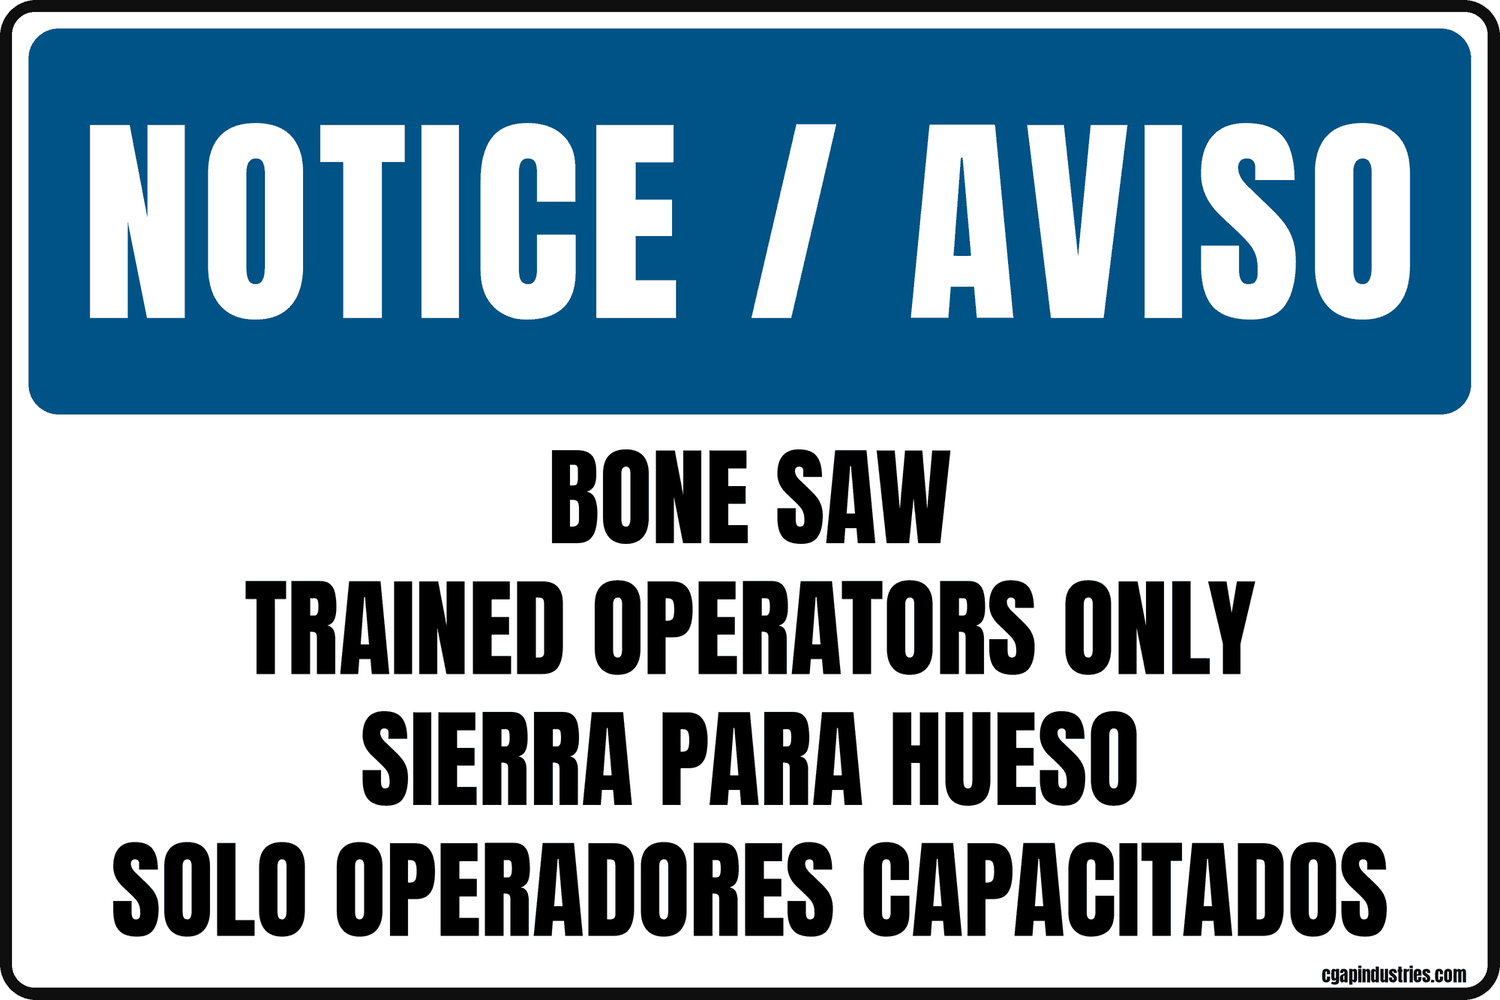 NOTICE / AVISO
BONE SAW
TRAINED OPERATORS ONLY
SIERRA PARA HUESO
SOLO OPERADORES CAPACITADOS
cgapindustries.com